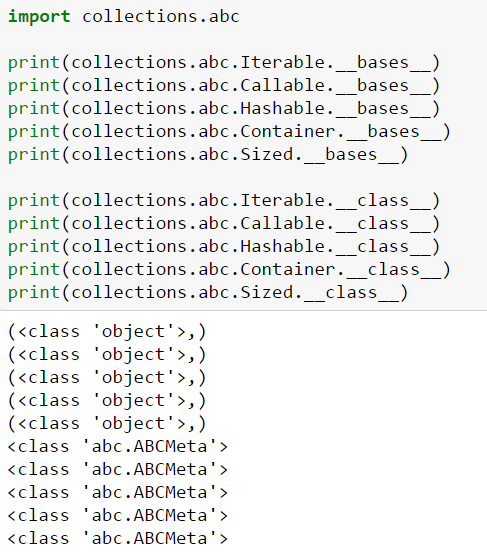 import collections.abc
print(collections.abc.Iterable.__bases__)
print(collections.abc.Callable.__bases__)
print(collections.abc.Hashable.__bases__)
print(collections.abc.Container.__bases__)
print(collections.abc.Sized.__bases__)
print(collections.abc.Iterable.__class__)
print(collections.abc.Callable.__class__)
print(collections.abc.Hashable.__class__)
print(collections.abc.Container.__class__)
print(collections.abc.Sized.__class__)
(<class 'object'>,)
(<class 'object'>,)
(<class 'object'>,)
(<class 'object'>,)
(<class 'object'>,)
<class 'abc.ABCMeta'>
<class 'abc.ABCMeta'>
<class 'abc.ABCMeta'>
<class 'abc.ABCMeta'>
<class 'abc.ABCMeta'>